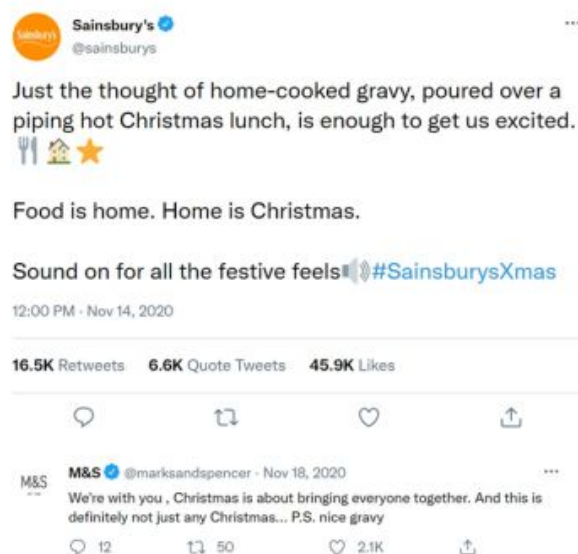 Sainsbury's
Sainsbury's
@sainsburys
Just the thought of home-cooked gravy, poured over a
piping hot Christmas lunch, is enough to get us excited.
Food is home. Home is Christmas.
Sound on for all the festive feels #SainsburysXmas
12:00 PM · Nov 14, 2020
16.5K Retweets 6.6K Quote Tweets 45.9K Likes
M&S
M&S @marksandspencer · Nov 18, 2020
We're with you , Christmas is about bringing everyone together. And this is
definitely not just any Christmas... P.S. nice gravy
12 50 2.1K